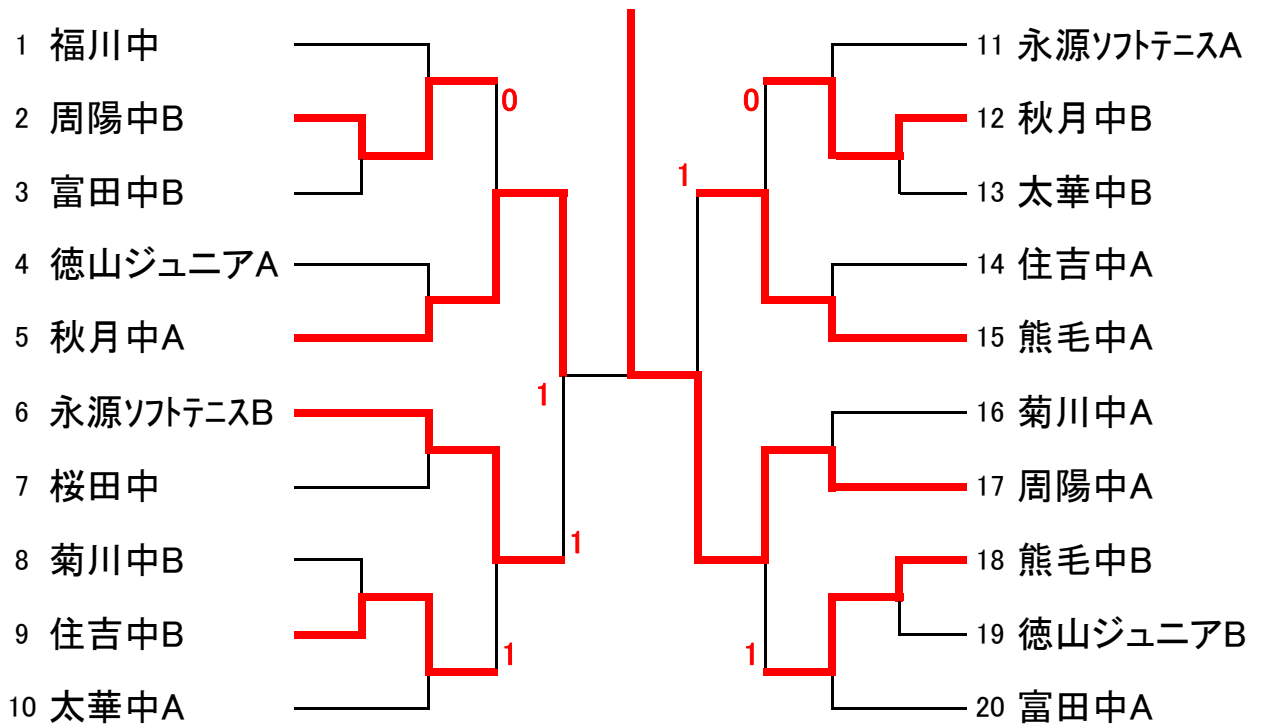 1 福川中
2 周陽中B
3 富田中B
4 徳山ジュニアA
5 秋月中A
6 永源ソフトテニスB
7 桜田中
8 菊川中B
9 住吉中B
10 太華中A
0
1
1
1
11 永源ソフトテニスA
12 秋月中B
13 太華中B
14 住吉中A
15 熊毛中A
16 菊川中A
17 周陽中A
18 熊毛中B
19 徳山ジュニアB
20 富田中A
0
1
1